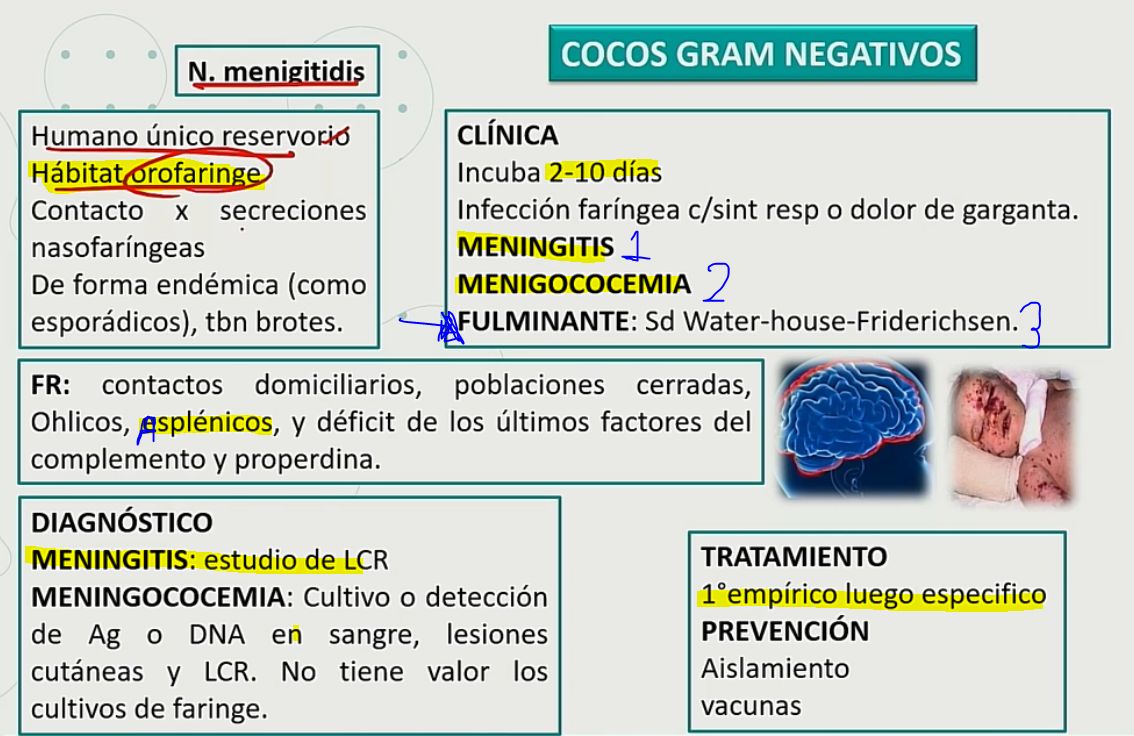 COCOS GRAM NEGATIVOS
N. menigitidis
Humano único reservorio
Hábitat orofaringe
Contacto x secreciones
nasofaríngeas
De forma endémica (como
esporádicos), tbn brotes.
CLÍNICA
Incuba 2-10 días
Infección faríngea c/sint resp o dolor de garganta.
MENINGITIS 1
MENIGOCOCEMIA 2
FULMINANTE: Sd Water-house-Friderichsen. 3
FR: contactos domiciliarios, poblaciones cerradas,
Ohlicos, Asplénicos, y déficit de los últimos factores del
complemento y properdina.
DIAGNÓSTICO
MENINGITIS: estudio de LCR
MENINGOCOCEMIA: Cultivo o detección
de Ag o DNA en sangre, lesiones
cutáneas y LCR. No tiene valor los
cultivos de faringe.
TRATAMIENTO
1°empírico luego especifico
PREVENCIÓN
Aislamiento
vacunas